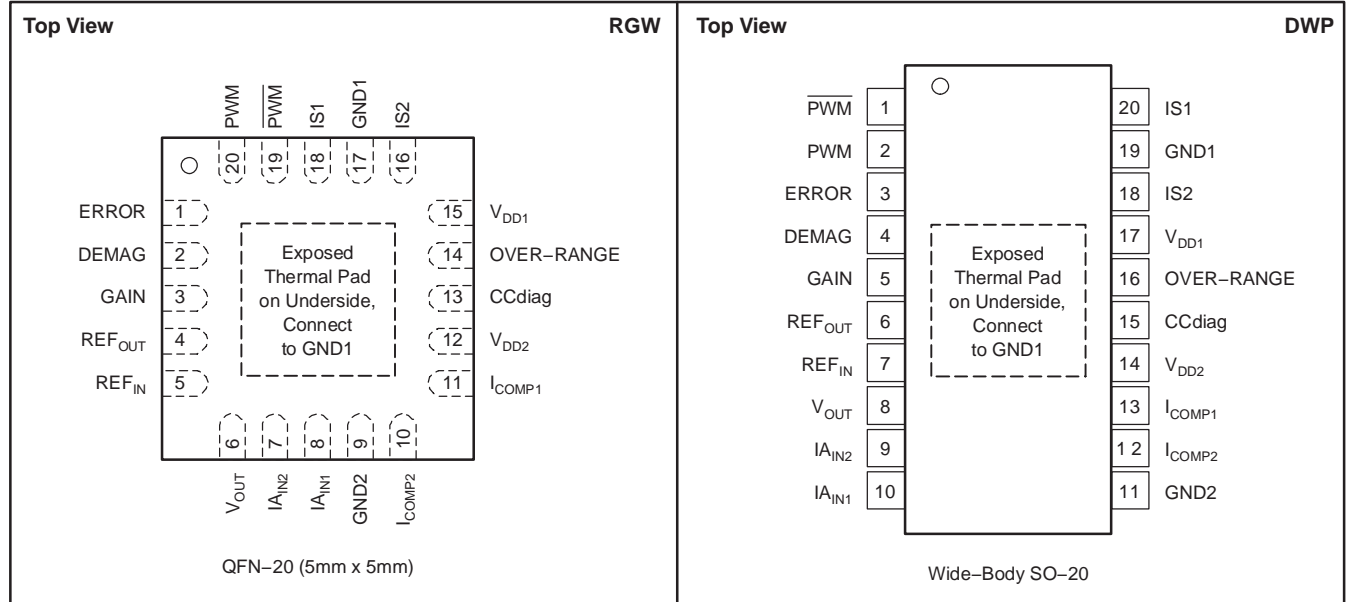 Top View RGW
PWM PWM IS1 GND1 IS2
20 19 18 17 16
ERROR 1
DEMAG 2
GAIN 3
REFOUT 4
REFIN 5
Exposed
Thermal Pad
on Underside,
Connect
to GND1
15 VDD1
14 OVER−RANGE
13 CCdiag
12 VDD2
11 ICOMP1
6 7 8 9 10
VOUT IAIN2 IAIN1 GND2 ICOMP2
QFN−20 (5mm x 5mm)
Top View DWP
PWM 1
PWM 2
ERROR 3
DEMAG 4
GAIN 5
REFOUT 6
REFIN 7
VOUT 8
IAIN2 9
IAIN1 10
Exposed
Thermal Pad
on Underside,
Connect
to GND1
20 IS1
19 GND1
18 IS2
17 VDD1
16 OVER−RANGE
15 CCdiag
14 VDD2
13 ICOMP1
1 2 ICOMP2
11 GND2
Wide−Body SO−20